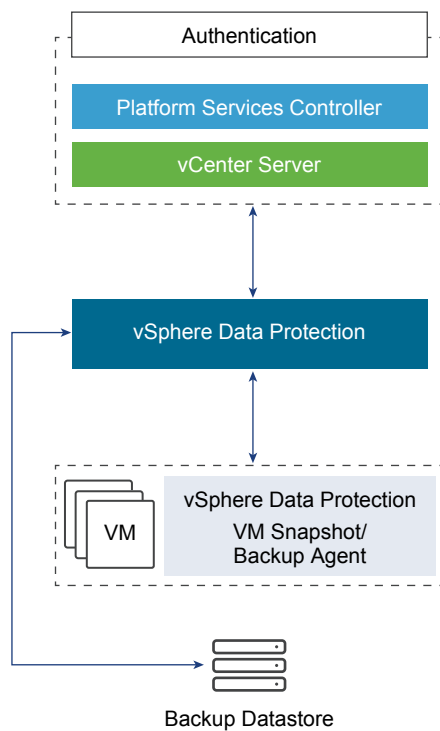 Authentication
Platform Services Controller
vCenter Server
vSphere Data Protection
VM
vSphere Data Protection
VM Snapshot/
Backup Agent
Backup Datastore